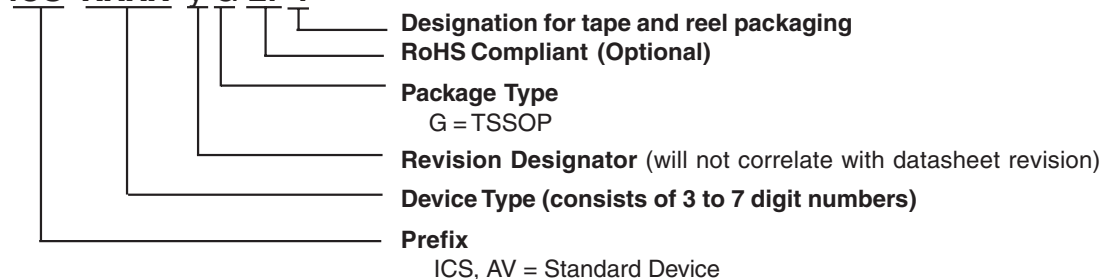 Designation for tape and reel packaging
RoHS Compliant (Optional)
Package Type
G = TSSOP
Revision Designator (will not correlate with datasheet revision)
Device Type (consists of 3 to 7 digit numbers)
Prefix
ICS, AV = Standard Device